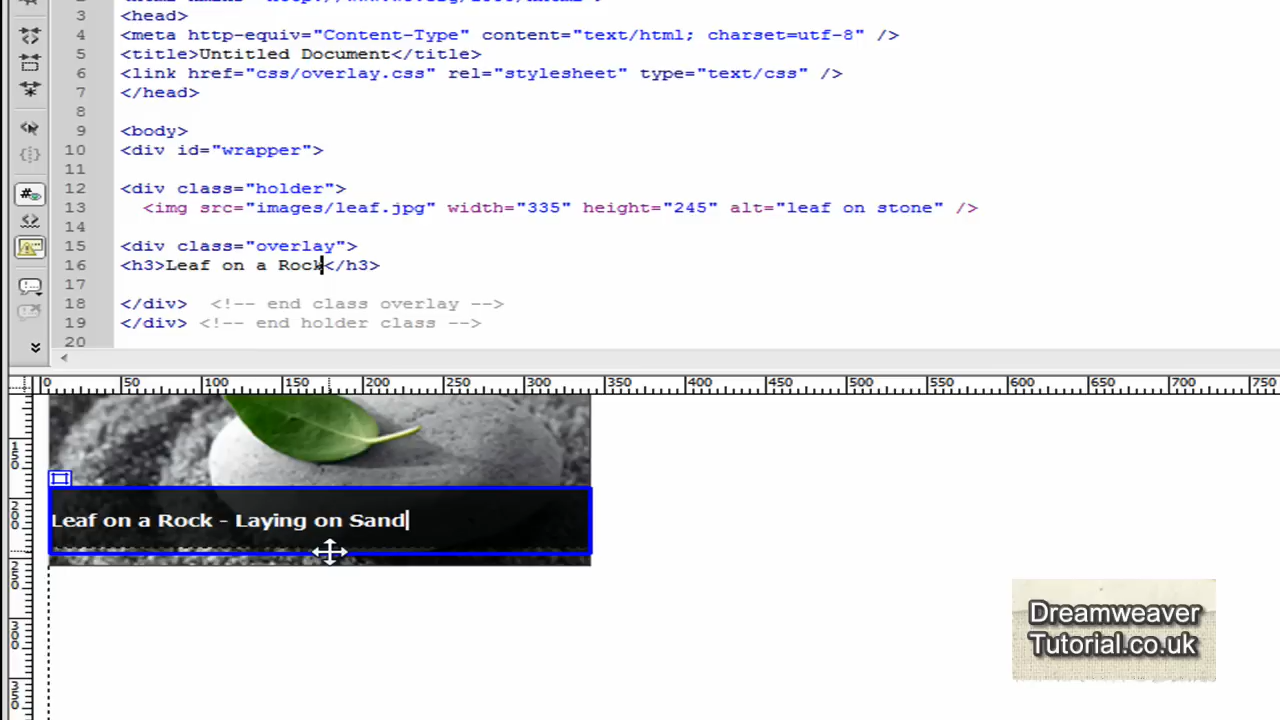 3 <head>
4 <meta http-equiv="Content-Type" content="text/html; charset=utf-8" />
5 <title>Untitled Document</title>
6 <link href="css/overlay.css" rel="stylesheet" type="text/css" />
7 </head>
8
9 <body>
10 <div id="wrapper">
11
12 <div class="holder">
13 <img src="images/leaf.jpg" width="335" height="245" alt="leaf on stone" />
14
15 <div class="overlay">
16 <h3>Leaf on a Rock</h3>
17
18 </div> <!-- end class overlay -->
19 </div> <!-- end holder class -->
20
0 50 100 150 200 250 300 350 400 450 500 550 600 650 700 750
150
200
250
300
350
Leaf on a Rock - Laying on Sand
Dreamweaver
Tutorial.co.uk